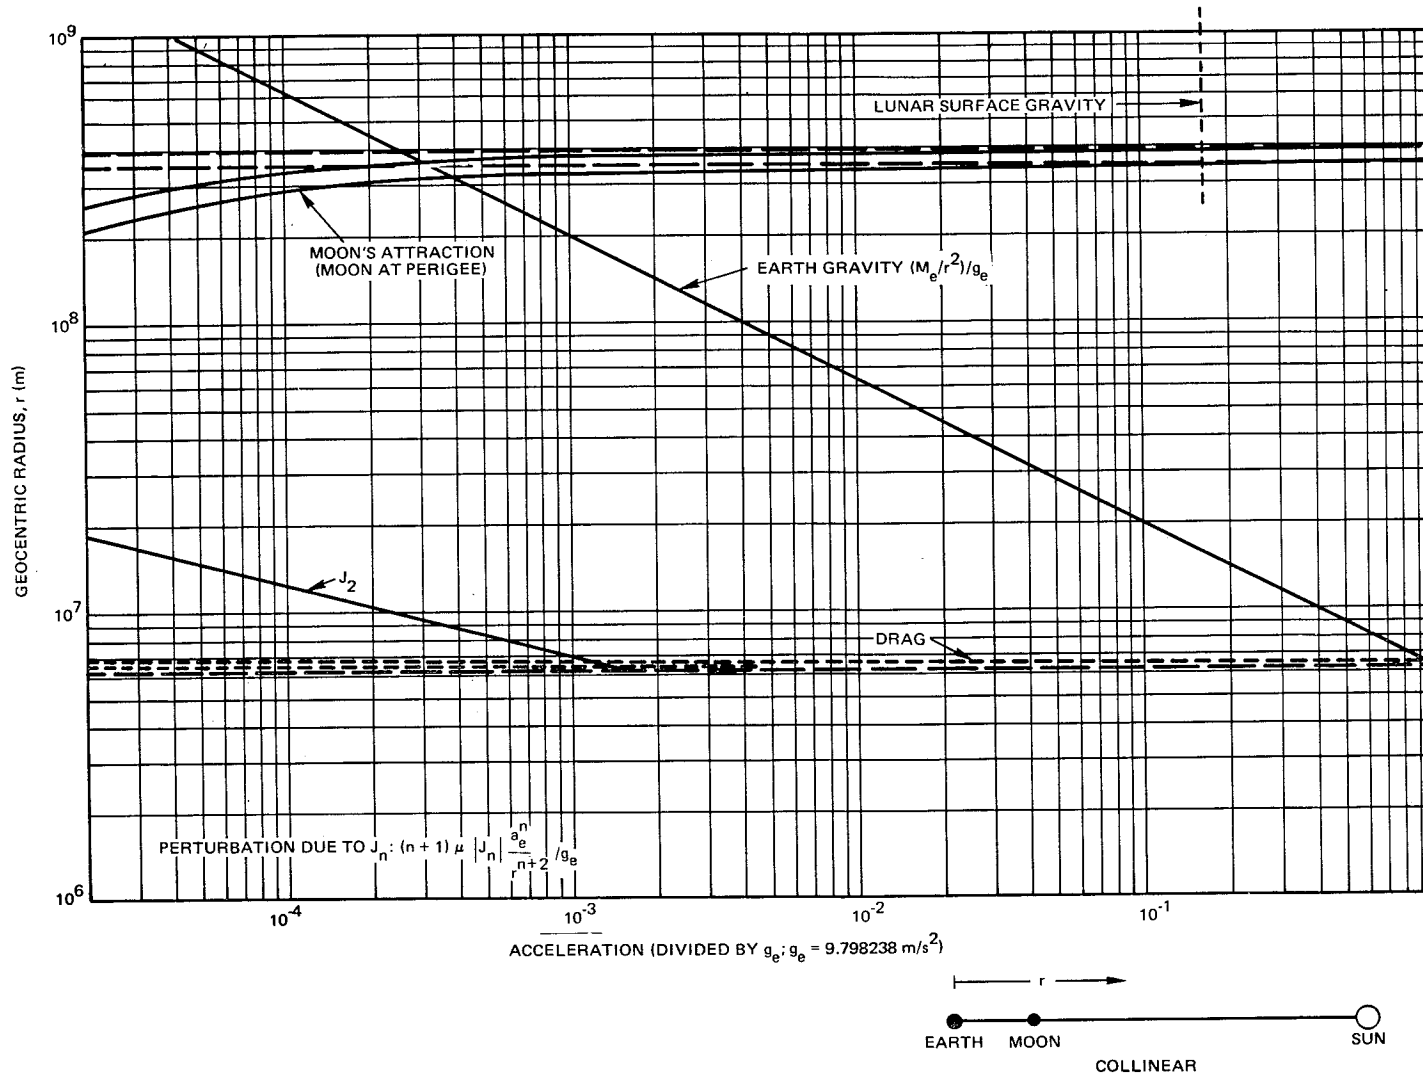 10⁹
LUNAR SURFACE GRAVITY
MOON'S ATTRACTION
(MOON AT PERIGEE)
EARTH GRAVITY (Mₑ/r²)/gₑ
10⁸
GEOCENTRIC RADIUS, r (m)
J₂
10⁷
DRAG
PERTURBATION DUE TO Jₙ: (n + 1) μ |Jₙ| aₑⁿ/rⁿ⁺² /gₑ
10⁶
10⁻⁴
10⁻³
10⁻²
10⁻¹
ACCELERATION (DIVIDED BY gₑ; gₑ = 9.798238 m/s²)
r
EARTH
MOON
SUN
COLLINEAR